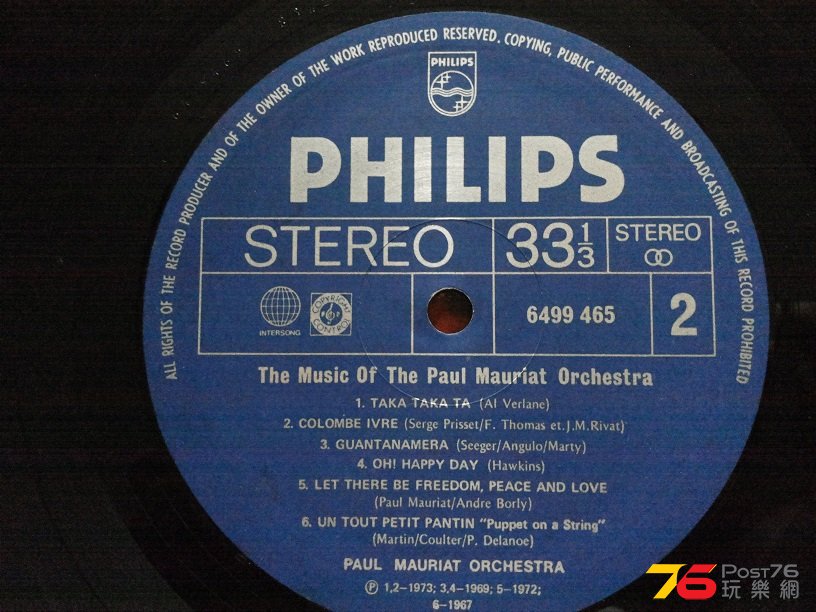 ALL RIGHTS OF THE RECORD PRODUCER AND OF THE OWNER OF THE WORK REPRODUCED RESERVED. COPYING, PUBLIC PERFORMANCE AND BROADCASTING OF THIS RECORD PROHIBITED
PHILIPS
PHILIPS
STEREO 33 1/3 STEREO
INTERSONG COPYRIGHT CONTROL 6499 465 2
The Music Of The Paul Mauriat Orchestra
1. TAKA TAKA TA (Al Verlane)
2. COLOMBE IVRE (Serge Prisset/F. Thomas et.J.M.Rivat)
3. GUANTANAMERA (Seeger/Angulo/Marty)
4. OH! HAPPY DAY (Hawkins)
5. LET THERE BE FREEDOM, PEACE AND LOVE
(Paul Mauriat/Andre Borly)
6. UN TOUT PETIT PANTIN "Puppet on a String"
(Martin/Coulter/P. Delanoe)
PAUL MAURIAT ORCHESTRA
Ⓟ 1,2-1973; 3,4-1969; 5-1972;
6-1967
76 Post76
玩樂網